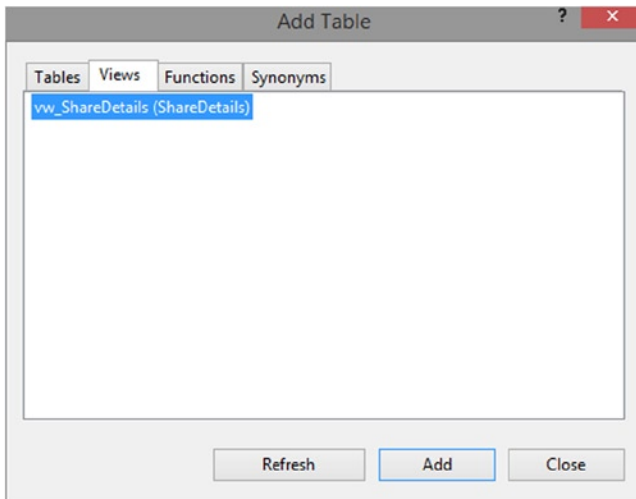 Add Table
? ×
Tables Views Functions Synonyms
vw_ShareDetails (ShareDetails)
Refresh Add Close